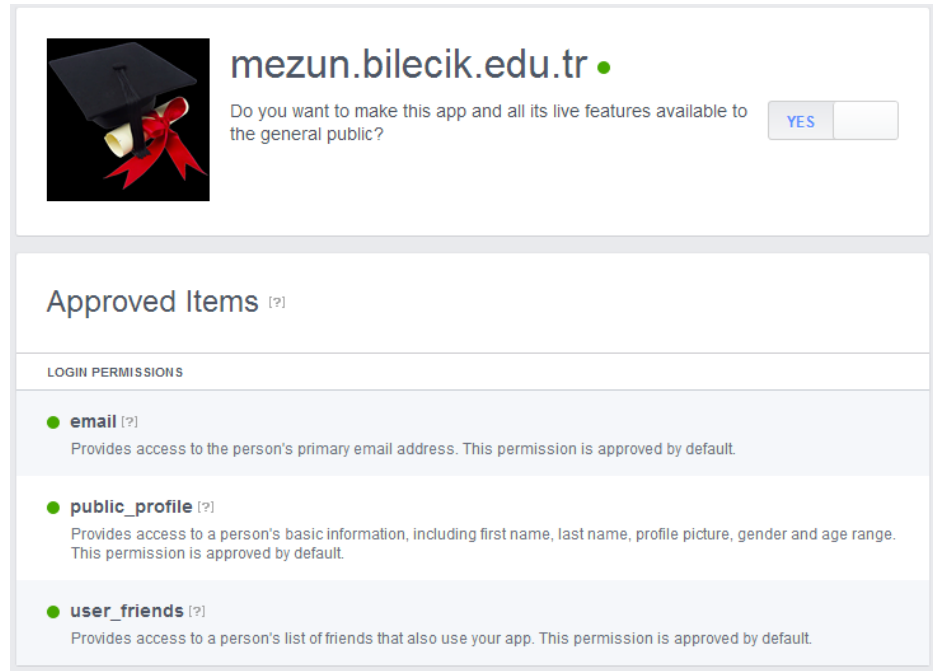 mezun.bilecik.edu.tr
Do you want to make this app and all its live features available to
the general public?
YES
Approved Items [?]
LOGIN PERMISSIONS
email [?]
Provides access to the person's primary email address. This permission is approved by default.
public_profile [?]
Provides access to a person's basic information, including first name, last name, profile picture, gender and age range.
This permission is approved by default.
user_friends [?]
Provides access to a person's list of friends that also use your app. This permission is approved by default.